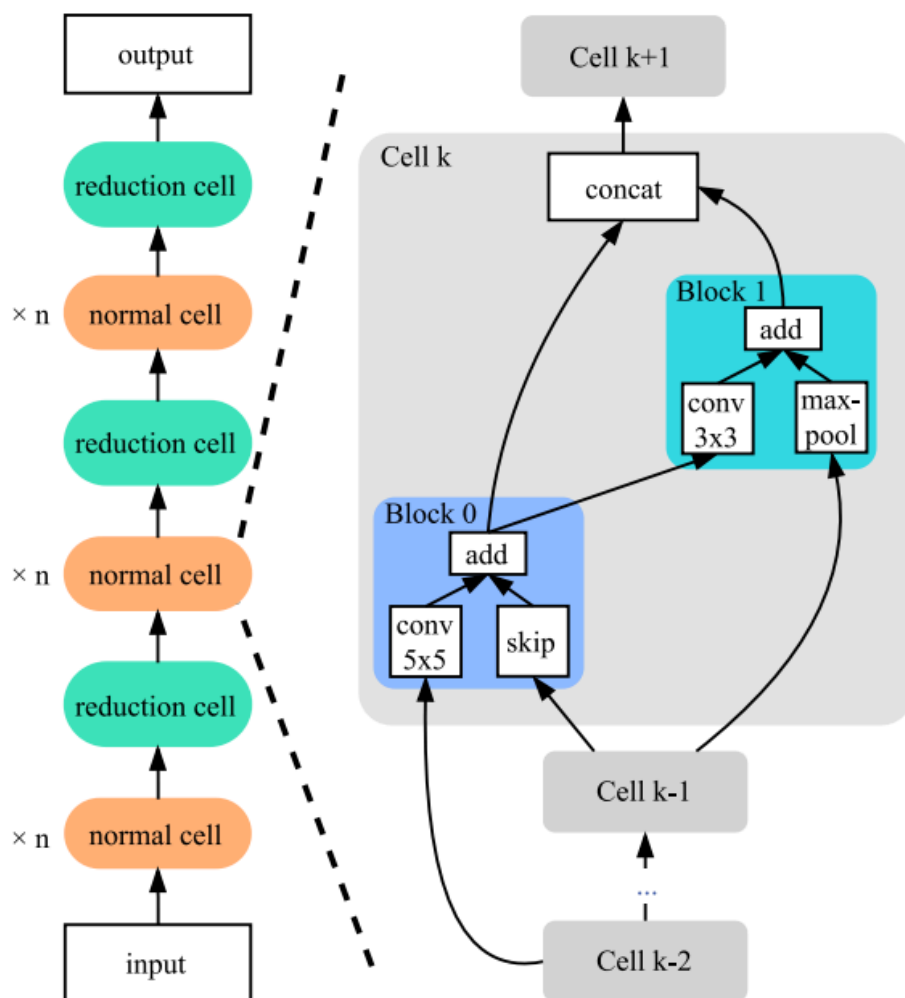 output
reduction cell
× n
normal cell
reduction cell
× n
normal cell
reduction cell
× n
normal cell
input
Cell k+1
Cell k
concat
Block 1
add
conv
3x3
max-
pool
Block 0
add
conv
5x5
skip
Cell k-1
...
Cell k-2